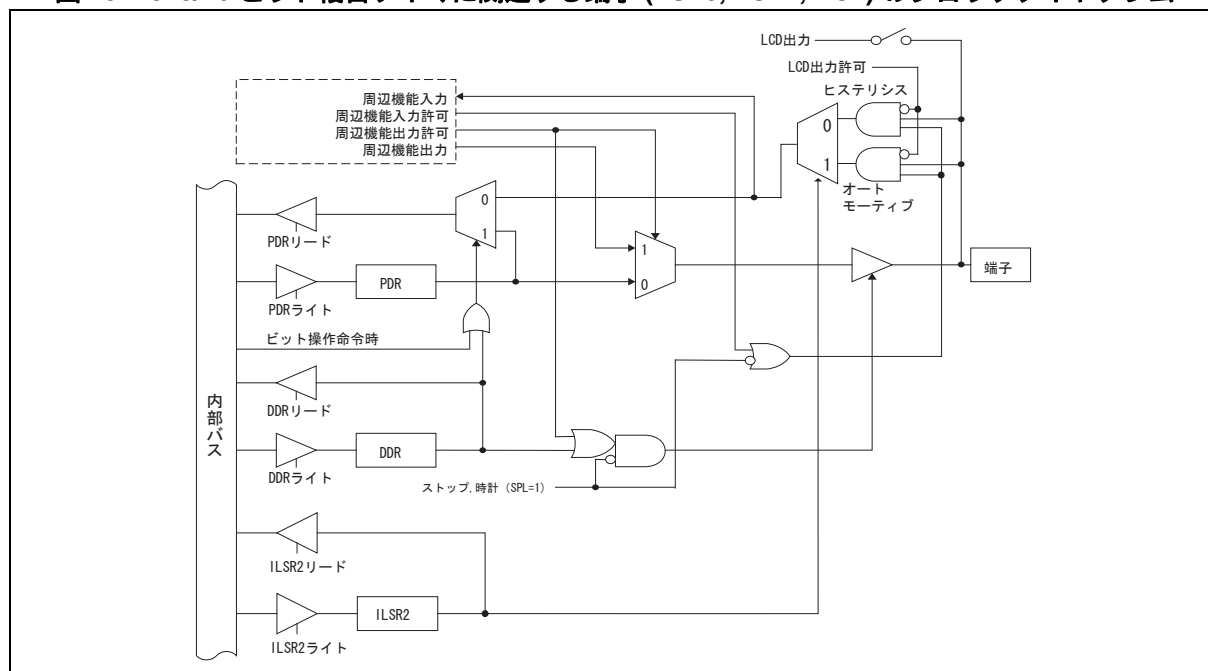 LCD出力
LCD出力許可
ヒステリシス
周辺機能入力
周辺機能入力許可
周辺機能出力許可
周辺機能出力
0
1
オート
モーティブ
0
1
PDRリード
1
0
端子
PDR
PDRライト
ビット操作命令時
内部バス
DDRリード
DDR
DDRライト
ストップ,時計 (SPL=1)
ILSR2リード
ILSR2
ILSR2ライト